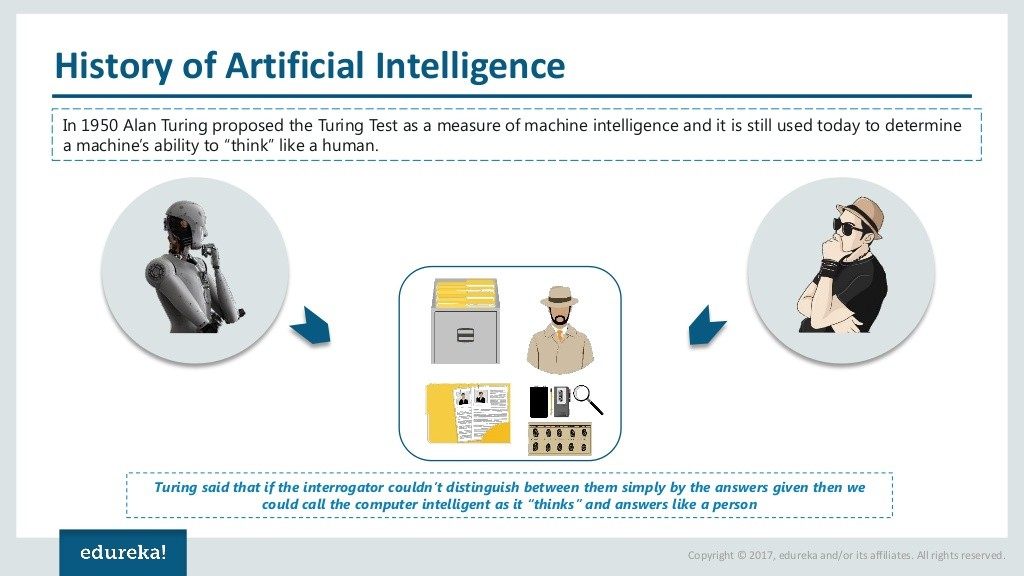 History of Artificial Intelligence
In 1950 Alan Turing proposed the Turing Test as a measure of machine intelligence and it is still used today to determine
a machine’s ability to “think” like a human.
Turing said that if the interrogator couldn’t distinguish between them simply by the answers given then we
could call the computer intelligent as it “thinks” and answers like a person
edureka!
Copyright © 2017, edureka and/or its affiliates. All rights reserved.